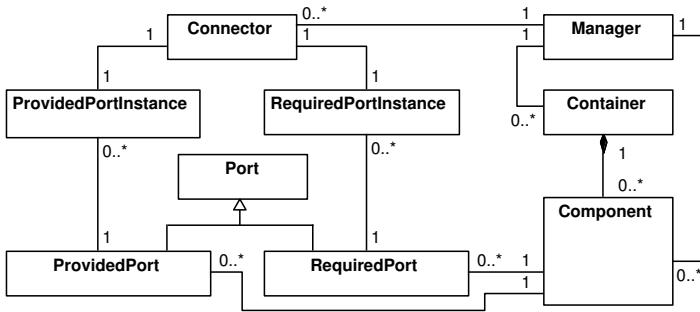 0..* 1
Connector Manager
1 1 1 1
1 1
ProvidedPortInstance RequiredPortInstance Container
0..*
0..* 0..* 1
Port
0..*
Component
1 1
ProvidedPort 0..* RequiredPort 0..* 1
0..*
1